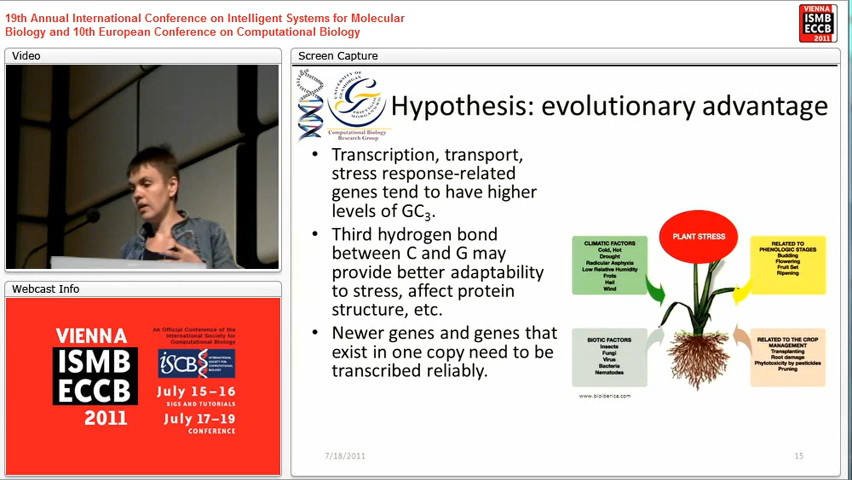 19th Annual International Conference on Intelligent Systems for Molecular
Biology and 10th European Conference on Computational Biology
VIENNA
ISMB
ECCB
2011
Video
Screen Capture
Computational Biology
Research Group
Hypothesis: evolutionary advantage
• Transcription, transport,
stress response-related
genes tend to have higher
levels of GC3.
• Third hydrogen bond
between C and G may
provide better adaptability
to stress, affect protein
structure, etc.
• Newer genes and genes that
exist in one copy need to be
transcribed reliably.
PLANT STRESS
CLIMATIC FACTORS
Cold, Hot
Drought
Radicular Asphyxia
Low Relative Humidity
Frots
Hail
Wind
RELATED TO
PHENOLOGIC STAGES
Budding
Flowering
Fruit Set
Ripening
BIOTIC FACTORS
Insects
Fungi
Virus
Bacteria
Nematodes
RELATED TO THE CROP
MANAGEMENT
Transplanting
Root damage
Phytotoxicity by pesticides
Pruning
www.bioiberica.com
7/18/2011
15
Webcast Info
VIENNA
ISMB
ECCB
2011
An Official Conference of the
International Society for
Computational Biology
ISCB
INTERNATIONAL
SOCIETY FOR
COMPUTATIONAL
BIOLOGY
July 15–16
SIGS AND TUTORIALS
July 17–19
CONFERENCE